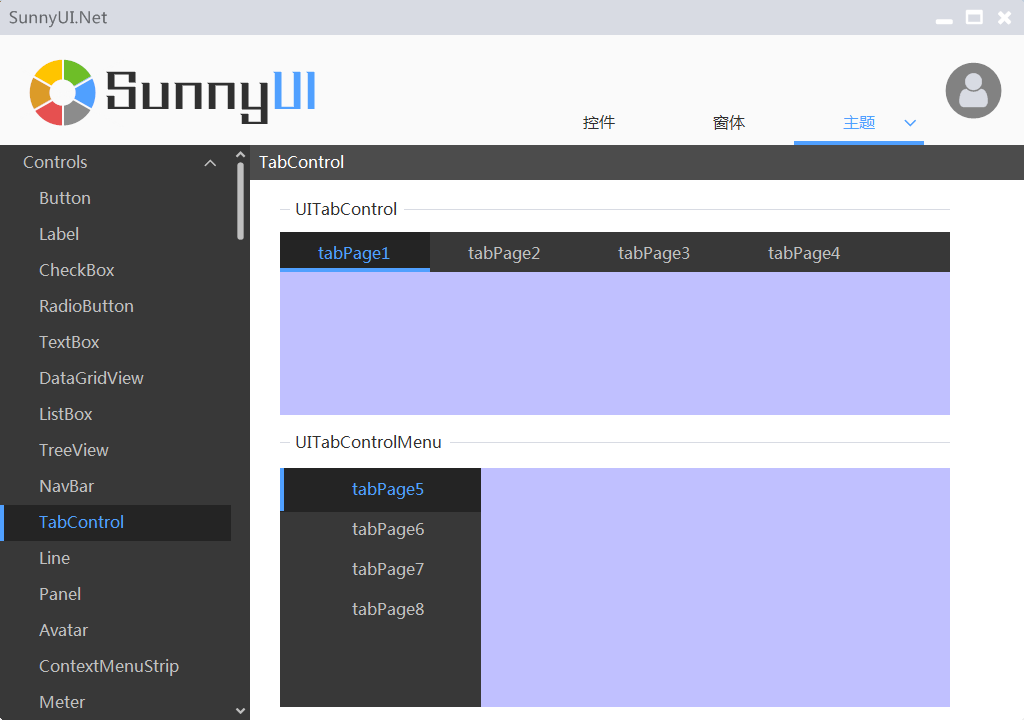 SunnyUI.Net
SunnyUI
控件
窗体
主题
Controls
Button
Label
CheckBox
RadioButton
TextBox
DataGridView
ListBox
TreeView
NavBar
TabControl
Line
Panel
Avatar
ContextMenuStrip
Meter
TabControl
UITabControl
tabPage1 tabPage2 tabPage3 tabPage4
UITabControlMenu
tabPage5
tabPage6
tabPage7
tabPage8